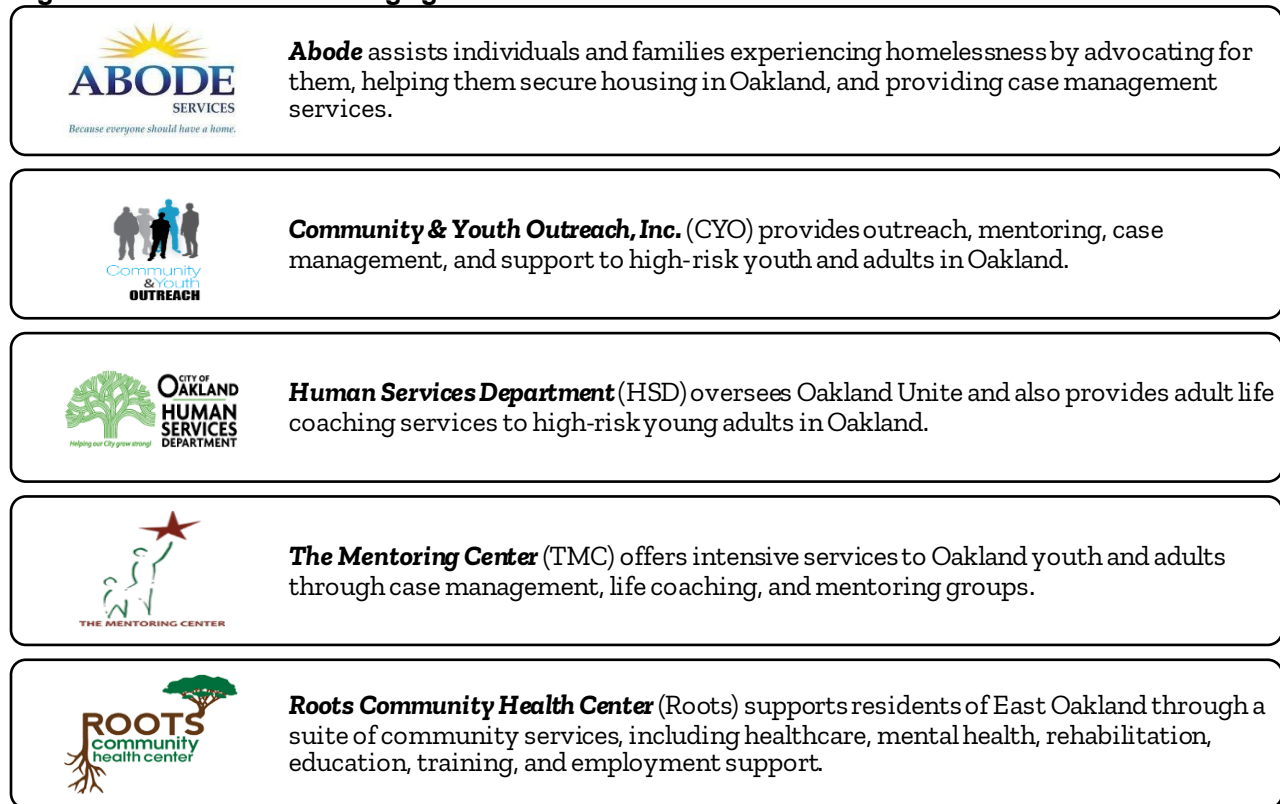 ABODE
SERVICES
Because everyone should have a home.
Abode assists individuals and families experiencing homelessness by advocating for
them, helping them secure housing in Oakland, and providing case management
services.
Community
&Youth
OUTREACH
Community & Youth Outreach, Inc. (CYO) provides outreach, mentoring, case
management, and support to high-risk youth and adults in Oakland.
CITY OF
OAKLAND
HUMAN
SERVICES
DEPARTMENT
Helping our City grow strong!
Human Services Department (HSD) oversees Oakland Unite and also provides adult life
coaching services to high-risk young adults in Oakland.
THE MENTORING CENTER
The Mentoring Center (TMC) offers intensive services to Oakland youth and adults
through case management, life coaching, and mentoring groups.
ROOTS
community
health center
Roots Community Health Center (Roots) supports residents of East Oakland through a
suite of community services, including healthcare, mental health, rehabilitation,
education, training, and employment support.